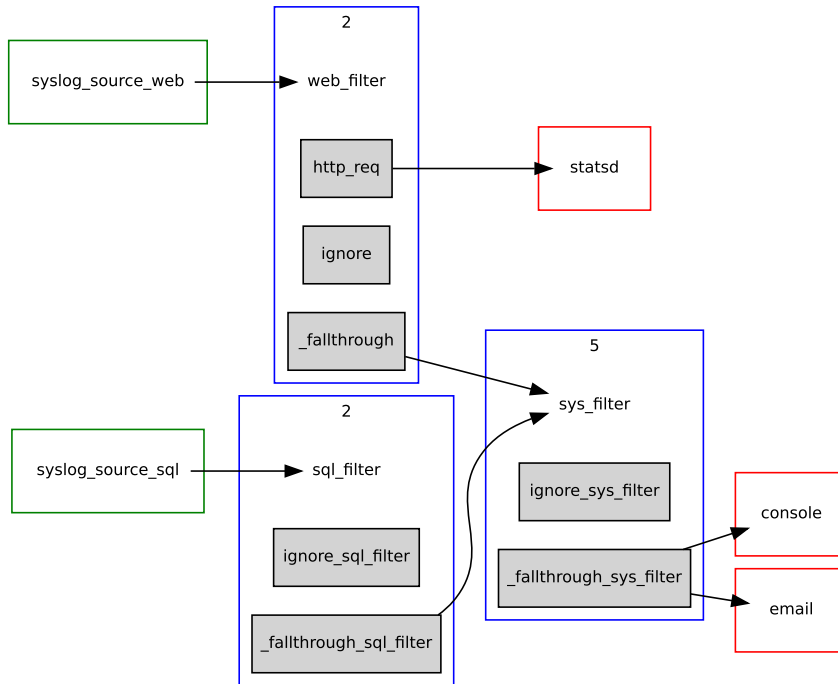 2
syslog_source_web
web_filter
http_req
statsd
ignore
_fallthrough
5
sys_filter
2
syslog_source_sql
sql_filter
ignore_sys_filter
console
ignore_sql_filter
_fallthrough_sys_filter
email
_fallthrough_sql_filter